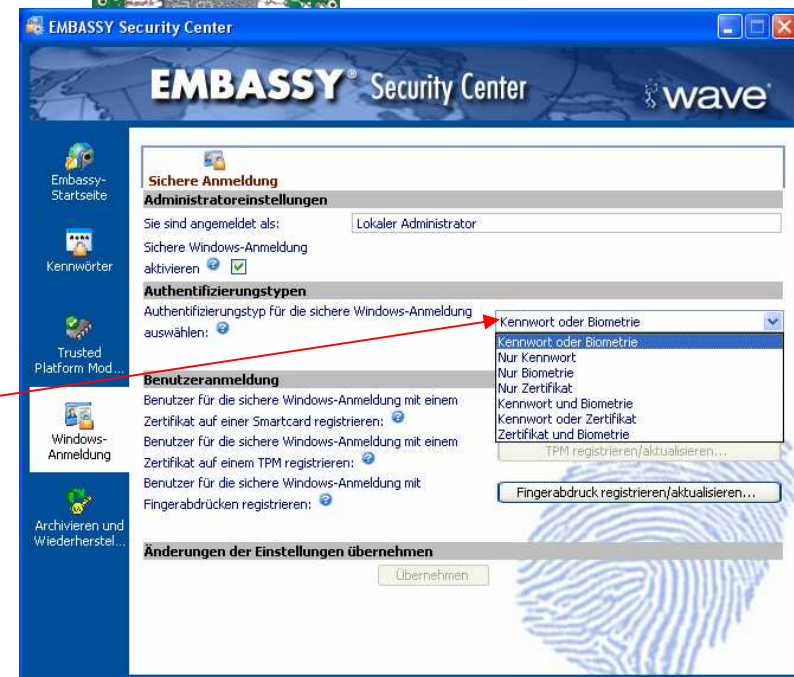 EMBASSY Security Center
EMBASSY® Security Center
wave
Embassy-
Startseite
Kennwörter
Trusted
Platform Mod...
Windows-
Anmeldung
Archivieren und
Wiederherstel...
Sichere Anmeldung
Administratoreinstellungen
Sie sind angemeldet als: Lokaler Administrator
Sichere Windows-Anmeldung
aktivieren
Authentifizierungstypen
Authentifizierungstyp für die sichere Windows-Anmeldung
auswählen:
Kennwort oder Biometrie
Kennwort oder Biometrie
Nur Kennwort
Nur Biometrie
Nur Zertifikat
Kennwort und Biometrie
Kennwort oder Zertifikat
Zertifikat und Biometrie
Benutzeranmeldung
Benutzer für die sichere Windows-Anmeldung mit einem
Zertifikat auf einer Smartcard registrieren:
Benutzer für die sichere Windows-Anmeldung mit einem
Zertifikat auf einem TPM registrieren:
TPM registrieren/aktualisieren...
Benutzer für die sichere Windows-Anmeldung mit
Fingerabdrücken registrieren:
Fingerabdruck registrieren/aktualisieren...
Änderungen der Einstellungen übernehmen
Übernehmen